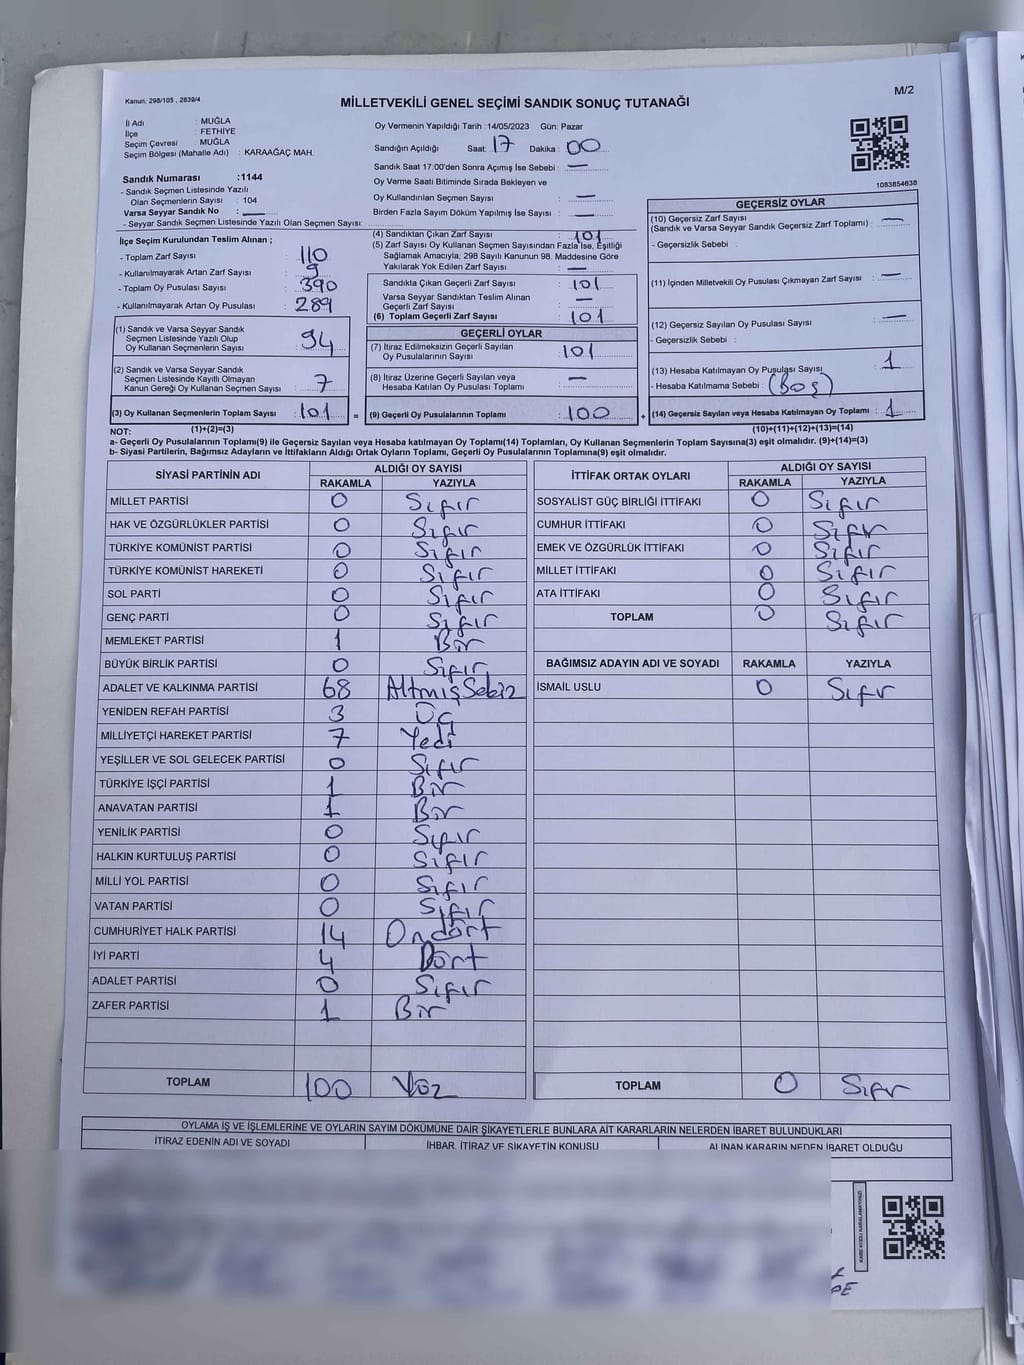 Kanun; 298/105 , 2839/4
M/2
MİLLETVEKİLİ GENEL SEÇİMİ SANDIK SONUÇ TUTANAĞI
İl Adı : MUĞLA
İlçe : FETHİYE
Seçim Çevresi : MUĞLA
Seçim Bölgesi (Mahalle Adı) : KARAAĞAÇ MAH.
Sandık Numarası :1144
- Sandık Seçmen Listesinde Yazılı
Olan Seçmenlerin Sayısı : 104
Varsa Seyyar Sandık No :
- Seyyar Sandık Seçmen Listesinde Yazılı Olan Seçmen Sayısı:
Oy Vermenin Yapıldığı Tarih :14/05/2023 Gün: Pazar
Sandığın Açıldığı Saat: 17 Dakika: 00
Sandık Saat 17:00'den Sonra Açımış İse Sebebi : —
Oy Verme Saati Bitiminde Sırada Bekleyen ve
Oy Kullandırılan Seçmen Sayısı : —
Birden Fazla Sayım Döküm Yapılmış İse Sayısı : —
1083854638
İlçe Seçim Kurulundan Teslim Alınan ;
- Toplam Zarf Sayısı : 110
- Kullanılmayarak Artan Zarf Sayısı : 9
- Toplam Oy Pusulası Sayısı : 390
- Kullanılmayarak Artan Oy Pusulası : 289
(1) Sandık ve Varsa Seyyar Sandık
Seçmen Listesinde Yazılı Olup
Oy Kullanan Seçmenlerin Sayısı : 94
(2) Sandık ve Varsa Seyyar Sandık
Seçmen Listesinde Kayıtlı Olmayan
Kanun Gereği Oy Kullanan Seçmen Sayısı : 7
(3) Oy Kullanan Seçmenlerin Toplam Sayısı : 101
(1)+(2)=(3)
(4) Sandıktan Çıkan Zarf Sayısı : 101
(5) Zarf Sayısı Oy Kullanan Seçmen Sayısından Fazla İse, Eşitliği
Sağlamak Amacıyla; 298 Sayılı Kanunun 98. Maddesine Göre
Yakılarak Yok Edilen Zarf Sayısı : —
Sandıkta Çıkan Geçerli Zarf Sayısı : 101
Varsa Seyyar Sandıktan Teslim Alınan
Geçerli Zarf Sayısı : —
(6) Toplam Geçerli Zarf Sayısı : 101
GEÇERLİ OYLAR
(7) İtiraz Edilmeksizin Geçerli Sayılan
Oy Pusulalarının Sayısı : 101
(8) İtiraz Üzerine Geçerli Sayılan veya
Hesaba Katılan Oy Pusulası Toplamı : —
= (9) Geçerli Oy Pusulalarının Toplamı : 100
GEÇERSİZ OYLAR
(10) Geçersiz Zarf Sayısı
(Sandık ve Varsa Seyyar Sandık Geçersiz Zarf Toplamı) : —
- Geçersizlik Sebebi :
(11) İçinden Milletvekili Oy Pusulası Çıkmayan Zarf Sayısı : —
(12) Geçersiz Sayılan Oy Pusulası Sayısı : —
- Geçersizlik Sebebi :
(13) Hesaba Katılmayan Oy Pusulası Sayısı : 1
- Hesaba Katılmama Sebebi : (Boş)
+ (14) Geçersiz Sayılan veya Hesaba Katılmayan Oy Toplamı : 1
(10)+(11)+(12)+(13)=(14)
NOT:
a- Geçerli Oy Pusulalarının Toplamı(9) ile Geçersiz Sayılan veya Hesaba katılmayan Oy Toplamı(14) Toplamları, Oy Kullanan Seçmenlerin Toplam Sayısına(3) eşit olmalıdır. (9)+(14)=(3)
b- Siyasi Partilerin, Bağımsız Adayların ve İttifakların Aldığı Ortak Oyların Toplamı, Geçerli Oy Pusulalarının Toplamına(9) eşit olmalıdır.
SİYASİ PARTİNİN ADI ALDIĞI OY SAYISI
RAKAMLA YAZIYLA
MİLLET PARTİSİ 0 Sıfır
HAK VE ÖZGÜRLÜKLER PARTİSİ 0 Sıfır
TÜRKİYE KOMÜNİST PARTİSİ 0 Sıfır
TÜRKİYE KOMÜNİST HAREKETİ 0 Sıfır
SOL PARTİ 0 Sıfır
GENÇ PARTİ 0 Sıfır
MEMLEKET PARTİSİ 1 Bir
BÜYÜK BİRLİK PARTİSİ 0 Sıfır
ADALET VE KALKINMA PARTİSİ 68 AltmışSekiz
YENİDEN REFAH PARTİSİ 3 Üç
MİLLİYETÇİ HAREKET PARTİSİ 7 Yedi
YEŞİLLER VE SOL GELECEK PARTİSİ 0 Sıfır
TÜRKİYE İŞÇİ PARTİSİ 1 Bir
ANAVATAN PARTİSİ 1 Bir
YENİLİK PARTİSİ 0 Sıfır
HALKIN KURTULUŞ PARTİSİ 0 Sıfır
MİLLİ YOL PARTİSİ 0 Sıfır
VATAN PARTİSİ 0 Sıfır
CUMHURİYET HALK PARTİSİ 14 Ondört
İYİ PARTİ 4 Dört
ADALET PARTİSİ 0 Sıfır
ZAFER PARTİSİ 1 Bir
TOPLAM 100 Yüz
İTTİFAK ORTAK OYLARI ALDIĞI OY SAYISI
RAKAMLA YAZIYLA
SOSYALİST GÜÇ BİRLİĞİ İTTİFAKI 0 Sıfır
CUMHUR İTTİFAKI 0 Sıfır
EMEK VE ÖZGÜRLÜK İTTİFAKI 0 Sıfır
MİLLET İTTİFAKI 0 Sıfır
ATA İTTİFAKI 0 Sıfır
TOPLAM 0 Sıfır
BAĞIMSIZ ADAYIN ADI VE SOYADI RAKAMLA YAZIYLA
İSMAİL USLU 0 Sıfır
TOPLAM 0 Sıfır
OYLAMA İŞ VE İŞLEMLERİNE VE OYLARIN SAYIM DÖKÜMÜNE DAİR ŞİKAYETLERLE BUNLARA AİT KARARLARIN NELERDEN İBARET BULUNDUKLARI
İTİRAZ EDENİN ADI VE SOYADI İHBAR, İTİRAZ VE ŞİKAYETİN KONUSU ALINAN KARARIN NEDEN İBARET OLDUĞU